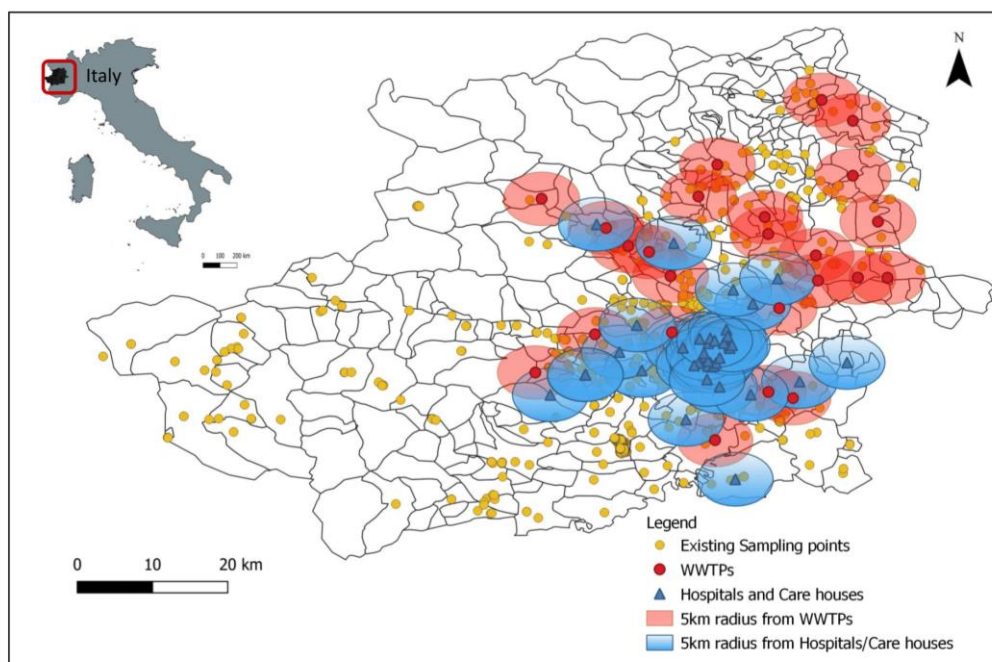 Italy
N
0 100 200 km
Legend
Existing Sampling points
WWTPs
Hospitals and Care houses
5km radius from WWTPs
5km radius from Hospitals/Care houses
0 10 20 km